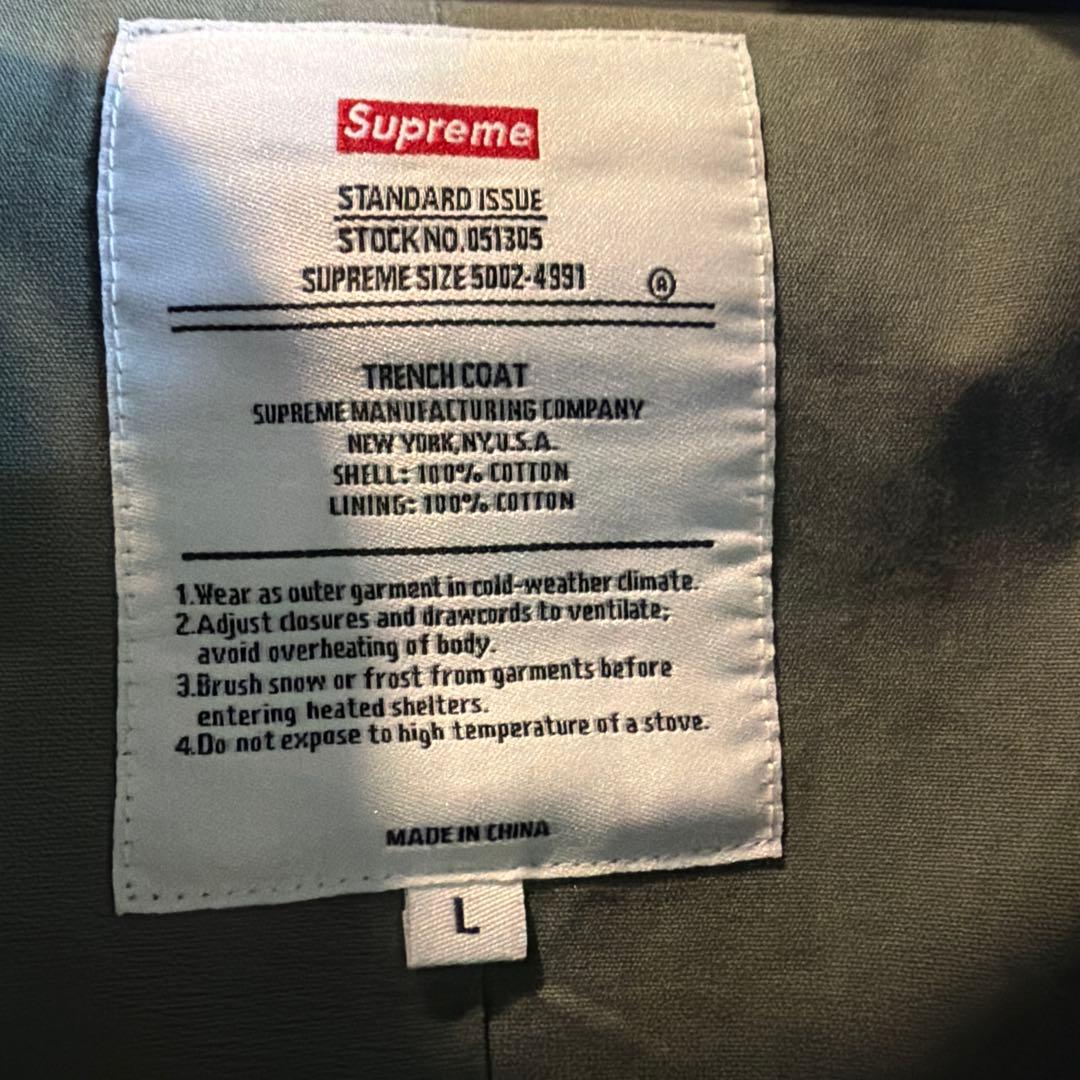 Supreme
STANDARD ISSUE
STOCK NO. 051305
SUPREME SIZE 5002-4991 ®
TRENCH COAT
SUPREME MANUFACTURING COMPANY
NEW YORK, NY, U.S.A.
SHELL: 100% COTTON
LINING: 100% COTTON
1.Wear as outer garment in cold-weather climate.
2.Adjust closures and drawcords to ventilate;
avoid overheating of body.
3.Brush snow or frost from garments before
entering heated shelters.
4.Do not expose to high temperature of a stove.
MADE IN CHINA
L